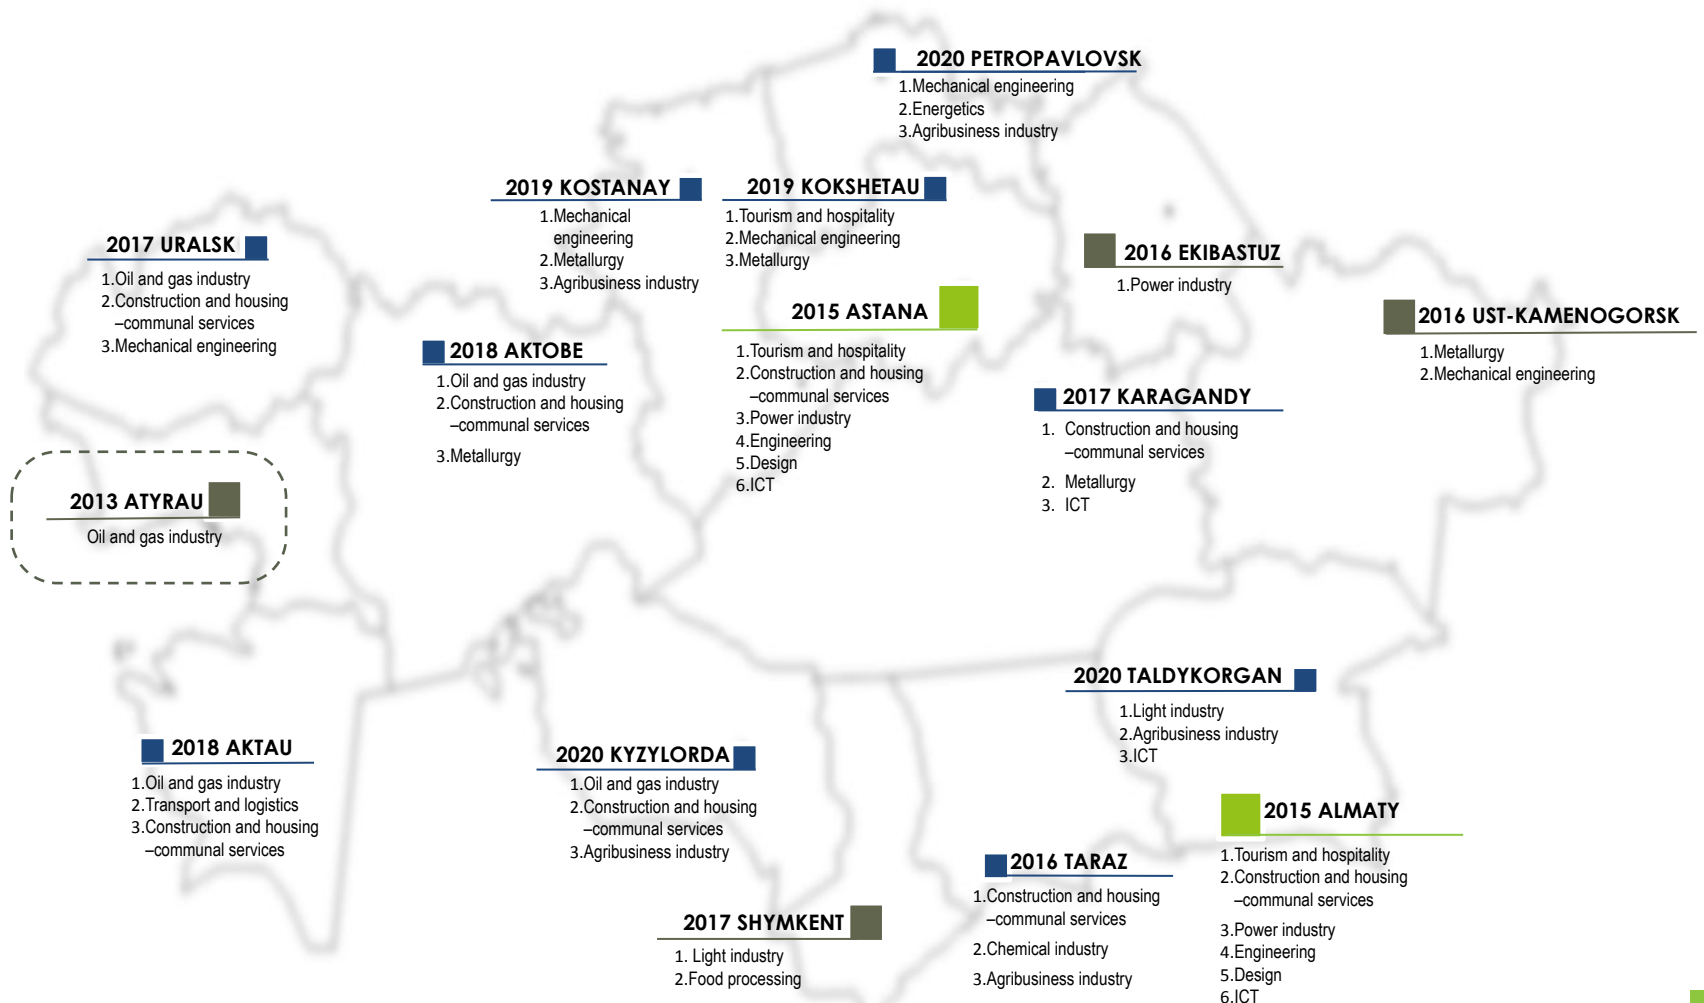 2020 PETROPAVLOVSK
1.Mechanical engineering
2.Energetics
3.Agribusiness industry
2019 KOSTANAY
1.Mechanical
engineering
2.Metallurgy
3.Agribusiness industry
2019 KOKSHETAU
1.Tourism and hospitality
2.Mechanical engineering
3.Metallurgy
2017 URALSK
1.Oil and gas industry
2.Construction and housing
–communal services
3.Mechanical engineering
2016 EKIBASTUZ
1.Power industry
2015 ASTANA
1.Tourism and hospitality
2.Construction and housing
–communal services
3.Power industry
4.Engineering
5.Design
6.ICT
2016 UST-KAMENOGORSK
1.Metallurgy
2.Mechanical engineering
2018 AKTOBE
1.Oil and gas industry
2.Construction and housing
–communal services
3.Metallurgy
2017 KARAGANDY
1. Construction and housing
–communal services
2. Metallurgy
3. ICT
2013 ATYRAU
Oil and gas industry
2020 TALDYKORGAN
1.Light industry
2.Agribusiness industry
3.ICT
2018 AKTAU
1.Oil and gas industry
2.Transport and logistics
3.Construction and housing
–communal services
2020 KYZYLORDA
1.Oil and gas industry
2.Construction and housing
–communal services
3.Agribusiness industry
2015 ALMATY
1.Tourism and hospitality
2.Construction and housing
–communal services
3.Power industry
4.Engineering
5.Design
6.ICT
2016 TARAZ
1.Construction and housing
–communal services
2.Chemical industry
3.Agribusiness industry
2017 SHYMKENT
1. Light industry
2.Food processing